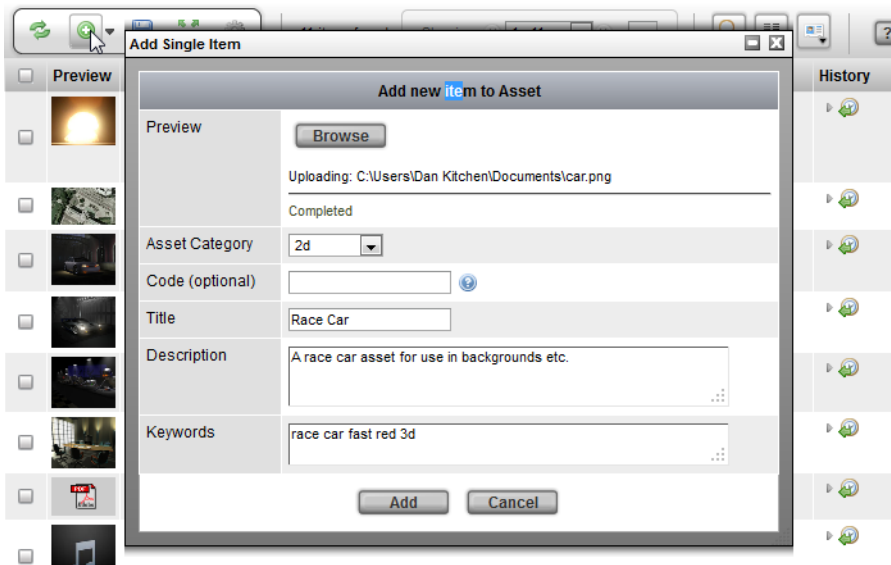 Add Single Item
Preview
History
Add new item to Asset
Preview
Browse
Uploading: C:\Users\Dan Kitchen\Documents\car.png
Completed
Asset Category
2d
Code (optional)
Title
Race Car
Description
A race car asset for use in backgrounds etc.
Keywords
race car fast red 3d
Add
Cancel
PDF